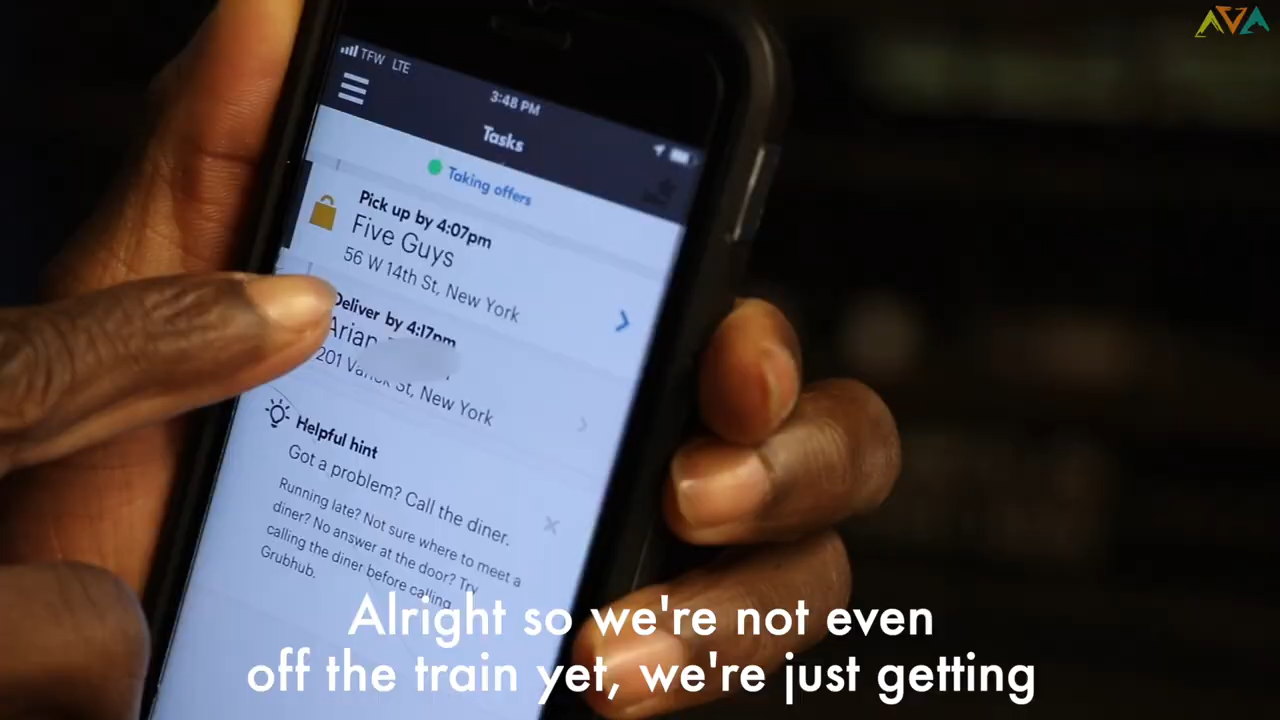 AVA
TFW LTE
3:48 PM
Tasks
Taking offers
Pick up by 4:07pm
Five Guys
56 W 14th St, New York
Deliver by 4:17pm
Arian
201 Varick St, New York
Helpful hint
Got a problem? Call the diner.
Running late? Not sure where to meet a
diner? No answer at the door? Try
calling the diner before calling
Grubhub.
Alright so we're not even
off the train yet, we're just getting